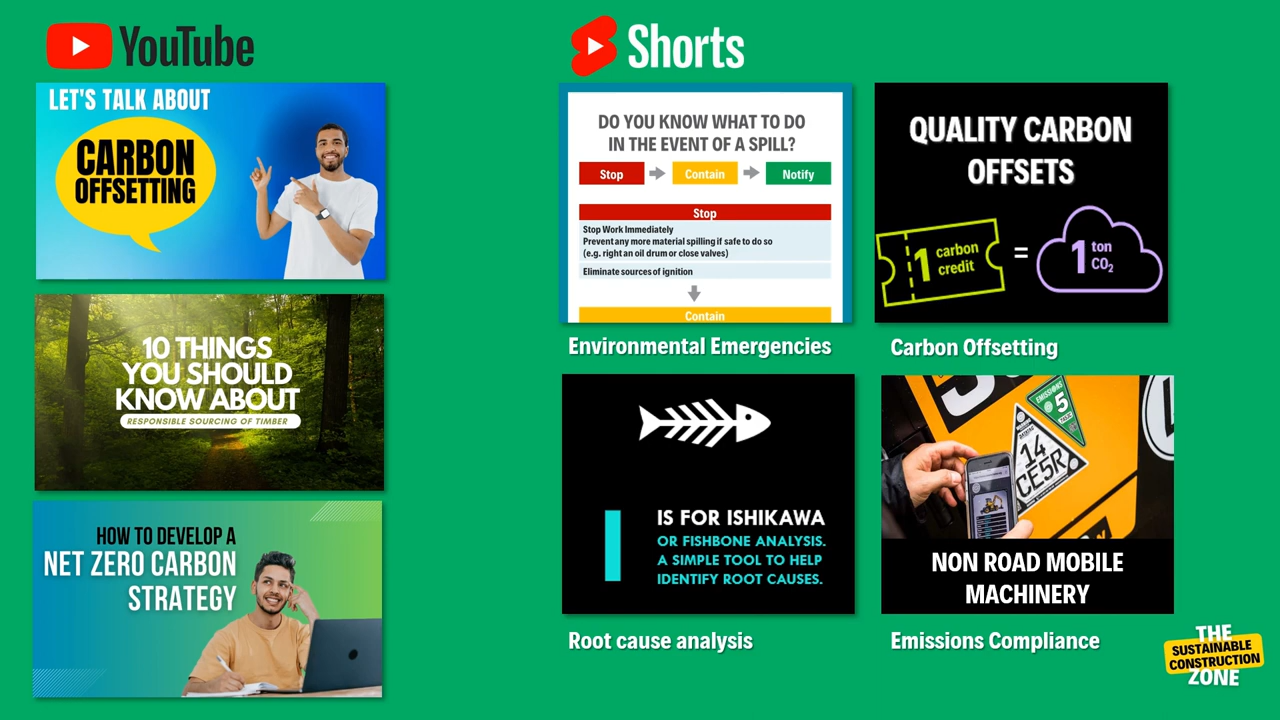 YouTube
LET'S TALK ABOUT
CARBON
OFFSETTING
10 THINGS
YOU SHOULD
KNOW ABOUT
RESPONSIBLE SOURCING OF TIMBER
HOW TO DEVELOP A
NET ZERO CARBON
STRATEGY
Shorts
DO YOU KNOW WHAT TO DO
IN THE EVENT OF A SPILL?
Stop
Contain
Notify
Stop
Stop Work Immediately
Prevent any more material spilling if safe to do so
(e.g. right an oil drum or close valves)
Eliminate sources of ignition
Contain
Environmental Emergencies
QUALITY CARBON
OFFSETS
1 carbon
credit
=
1 ton
CO₂
Carbon Offsetting
I
IS FOR ISHIKAWA
OR FISHBONE ANALYSIS.
A SIMPLE TOOL TO HELP
IDENTIFY ROOT CAUSES.
Root cause analysis
EMISSIONS
5
14
CE5R
NON ROAD MOBILE
MACHINERY
Emissions Compliance
THE
SUSTAINABLE
CONSTRUCTION
ZONE